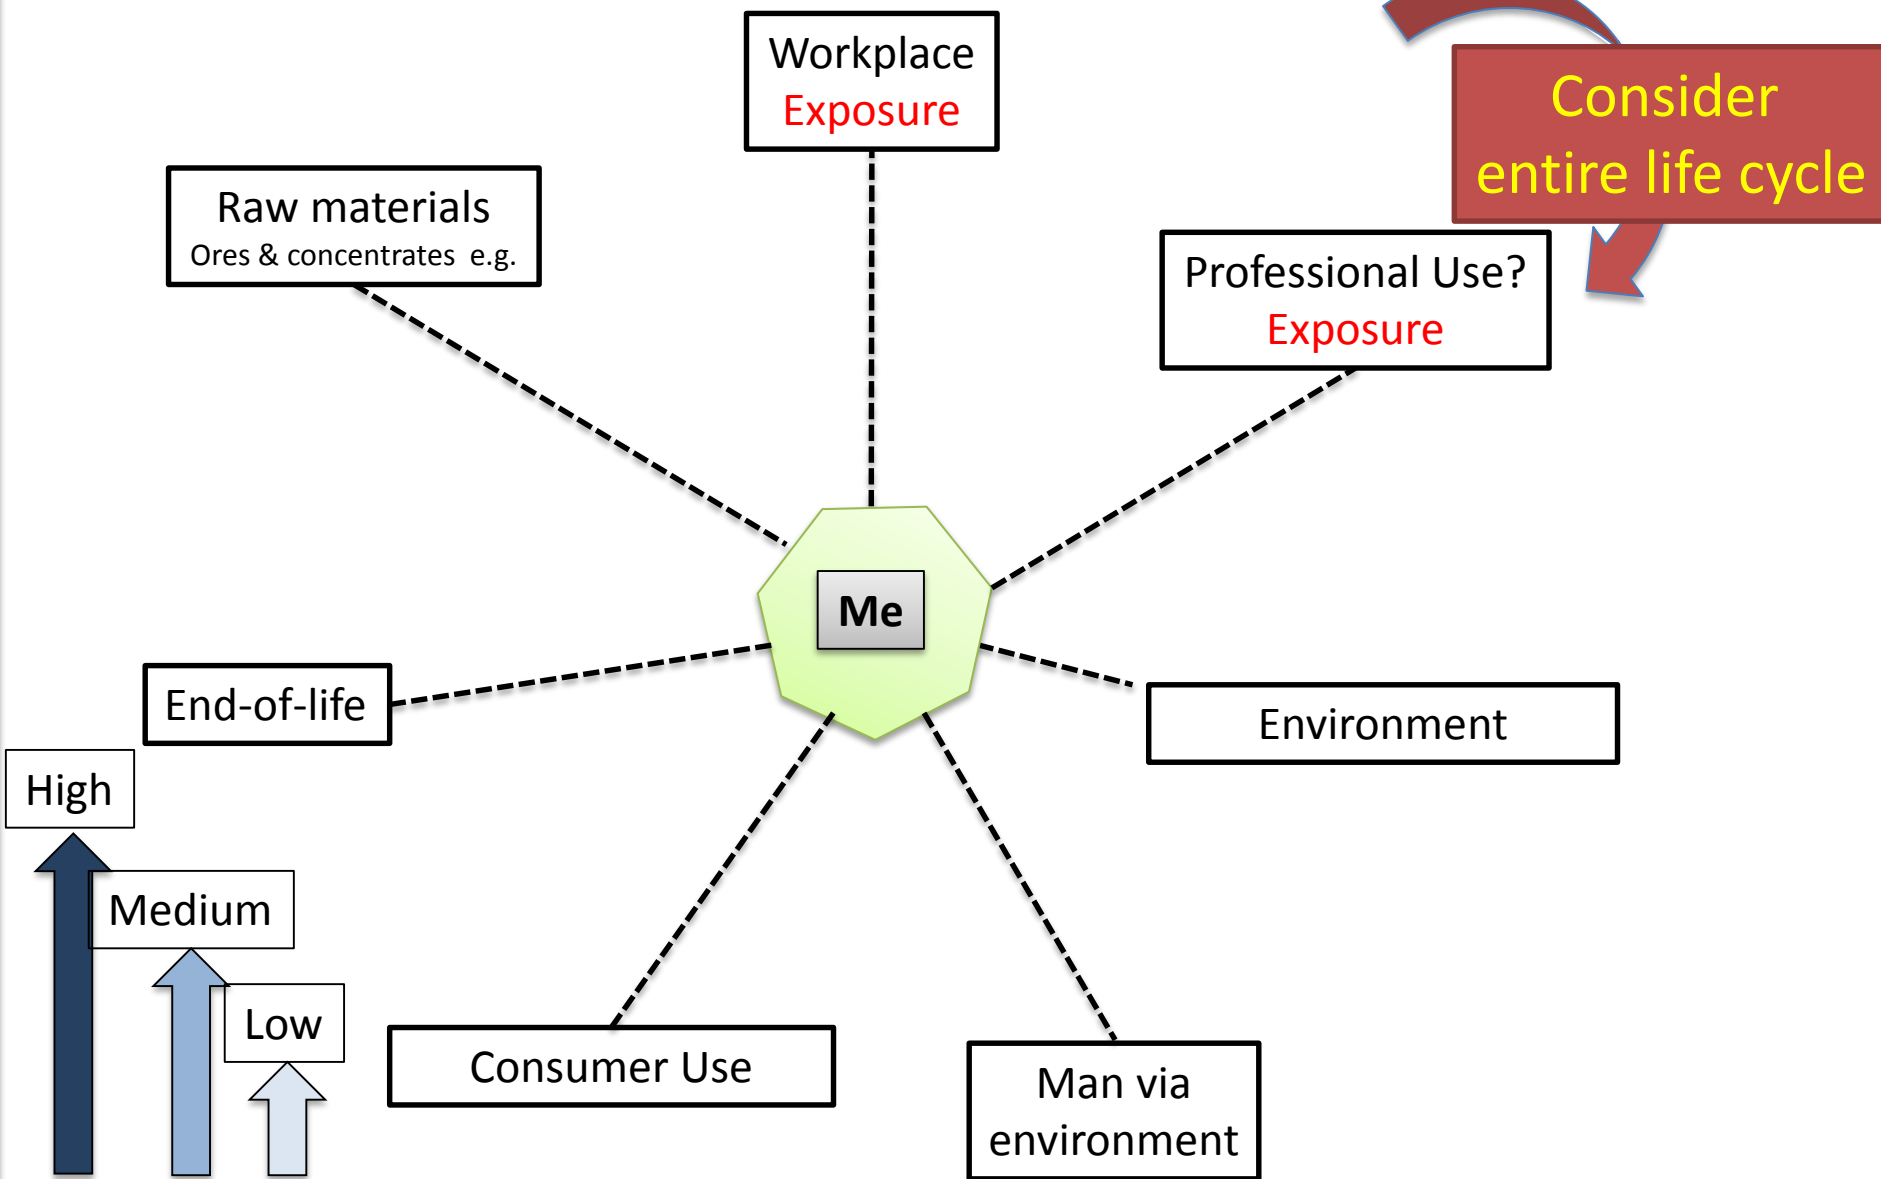 Workplace
Exposure
Consider
entire life cycle
Raw materials
Ores & concentrates e.g.
Professional Use?
Exposure
Me
End-of-life
Environment
High
Medium
Low
Consumer Use
Man via
environment